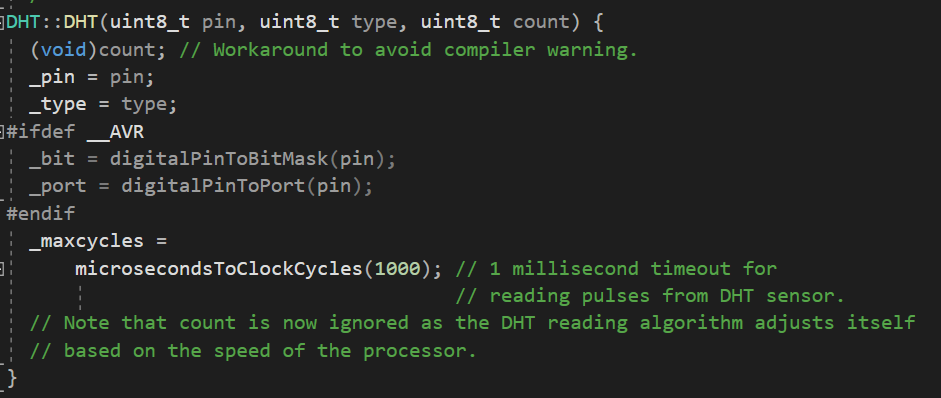 DHT::DHT(uint8_t pin, uint8_t type, uint8_t count) {
(void)count; // Workaround to avoid compiler warning.
_pin = pin;
_type = type;
#ifdef __AVR
_bit = digitalPinToBitMask(pin);
_port = digitalPinToPort(pin);
#endif
_maxcycles =
microsecondsToClockCycles(1000); // 1 millisecond timeout for
// reading pulses from DHT sensor.
// Note that count is now ignored as the DHT reading algorithm adjusts itself
// based on the speed of the processor.
}